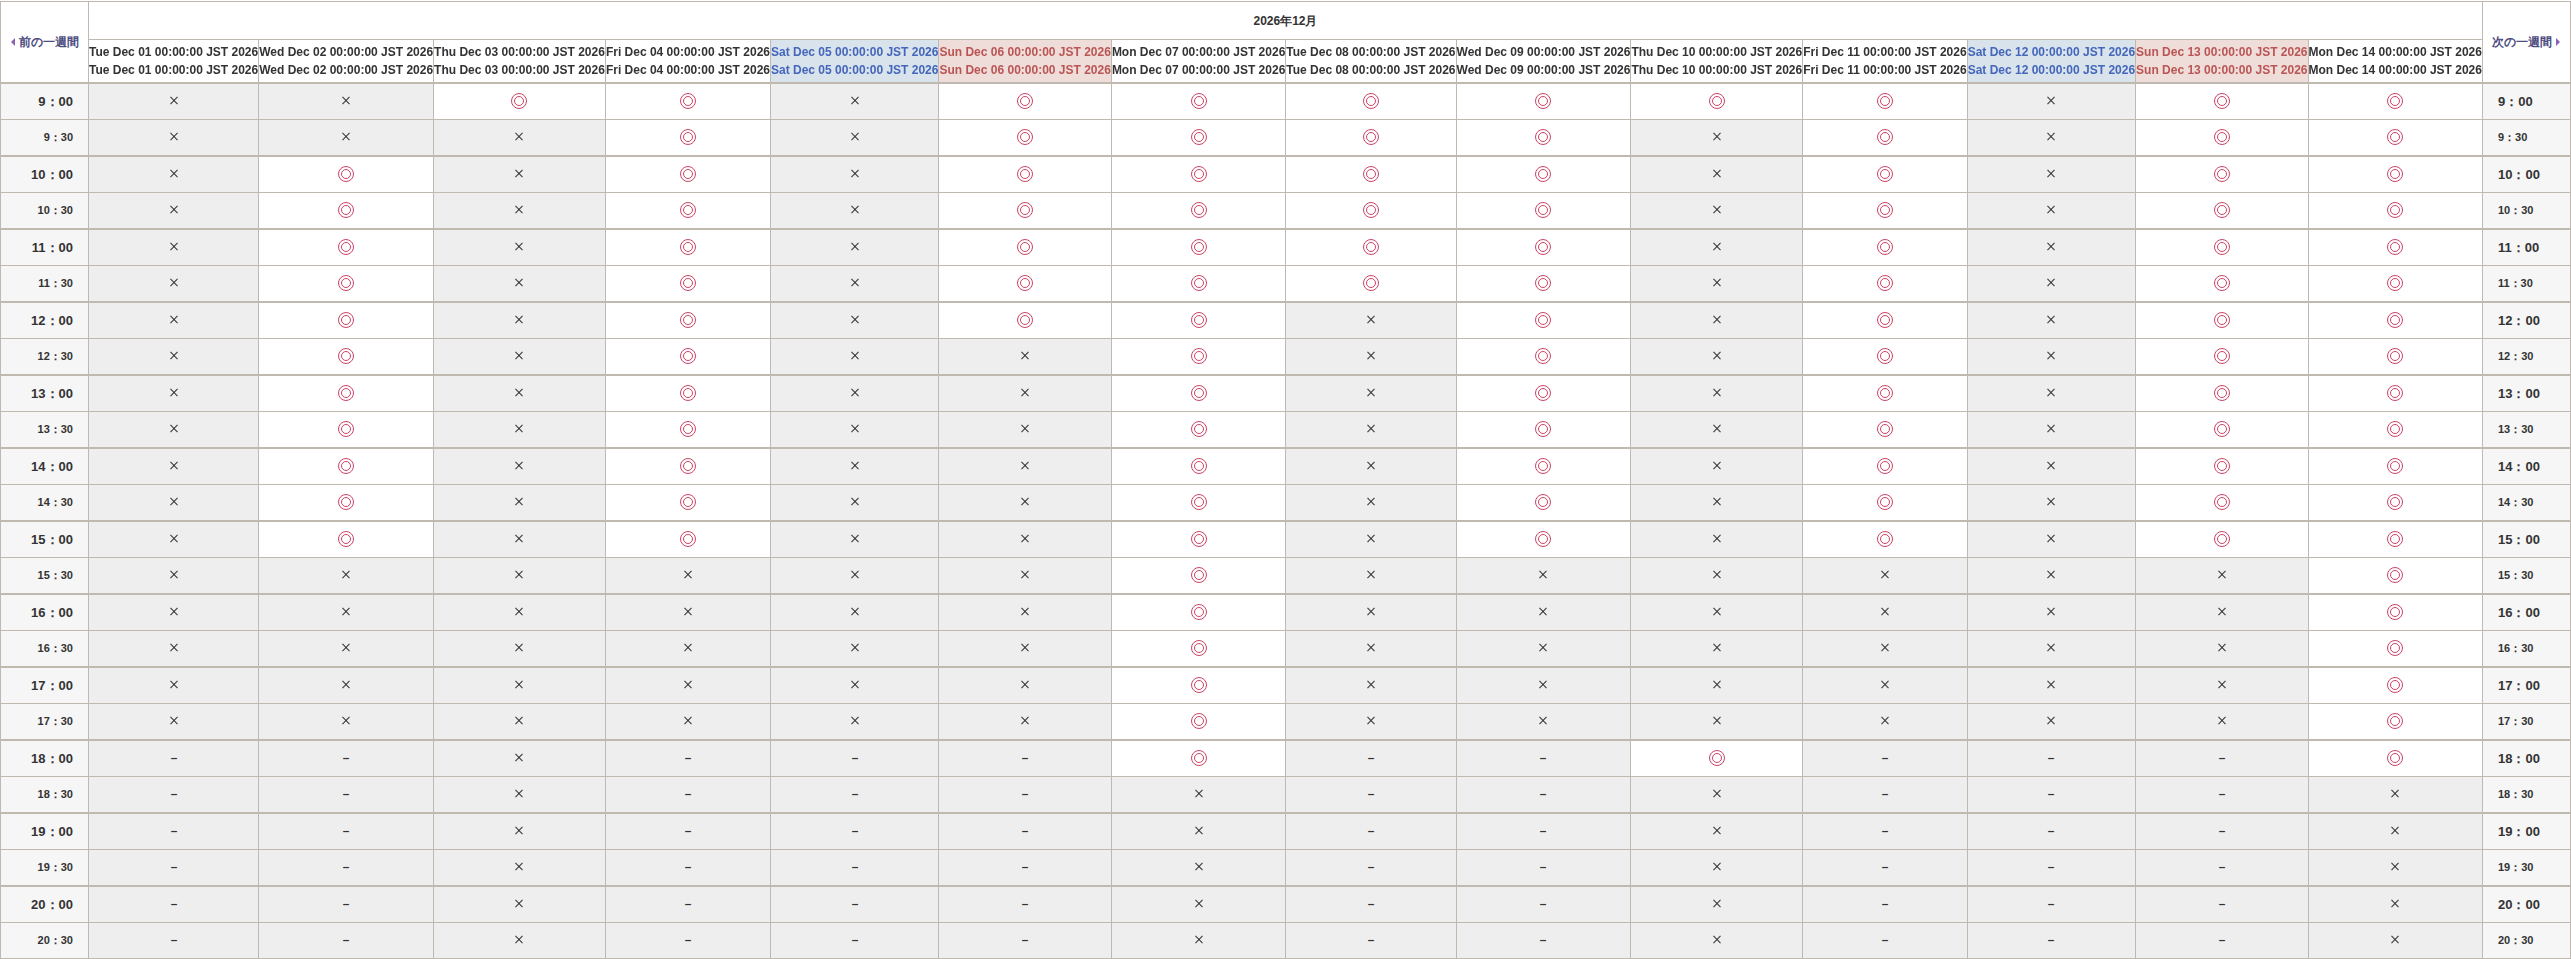 2026年12月
前の一週間
Tue Dec 01 00:00:00 JST 2026 Wed Dec 02 00:00:00 JST 2026 Thu Dec 03 00:00:00 JST 2026 Fri Dec 04 00:00:00 JST 2026 Sat Dec 05 00:00:00 JST 2026 Sun Dec 06 00:00:00 JST 2026 Mon Dec 07 00:00:00 JST 2026 Tue Dec 08 00:00:00 JST 2026 Wed Dec 09 00:00:00 JST 2026 Thu Dec 10 00:00:00 JST 2026 Fri Dec 11 00:00:00 JST 2026 Sat Dec 12 00:00:00 JST 2026 Sun Dec 13 00:00:00 JST 2026 Mon Dec 14 00:00:00 JST 2026
Tue Dec 01 00:00:00 JST 2026 Wed Dec 02 00:00:00 JST 2026 Thu Dec 03 00:00:00 JST 2026 Fri Dec 04 00:00:00 JST 2026 Sat Dec 05 00:00:00 JST 2026 Sun Dec 06 00:00:00 JST 2026 Mon Dec 07 00:00:00 JST 2026 Tue Dec 08 00:00:00 JST 2026 Wed Dec 09 00:00:00 JST 2026 Thu Dec 10 00:00:00 JST 2026 Fri Dec 11 00:00:00 JST 2026 Sat Dec 12 00:00:00 JST 2026 Sun Dec 13 00:00:00 JST 2026 Mon Dec 14 00:00:00 JST 2026
次の一週間
9：00 × × ◎ ◎ × ◎ ◎ ◎ ◎ ◎ ◎ × ◎ ◎ 9：00
9：30 × × × ◎ × ◎ ◎ ◎ ◎ × ◎ × ◎ ◎ 9：30
10：00 × ◎ × ◎ × ◎ ◎ ◎ ◎ × ◎ × ◎ ◎ 10：00
10：30 × ◎ × ◎ × ◎ ◎ ◎ ◎ × ◎ × ◎ ◎ 10：30
11：00 × ◎ × ◎ × ◎ ◎ ◎ ◎ × ◎ × ◎ ◎ 11：00
11：30 × ◎ × ◎ × ◎ ◎ ◎ ◎ × ◎ × ◎ ◎ 11：30
12：00 × ◎ × ◎ × ◎ ◎ × ◎ × ◎ × ◎ ◎ 12：00
12：30 × ◎ × ◎ × × ◎ × ◎ × ◎ × ◎ ◎ 12：30
13：00 × ◎ × ◎ × × ◎ × ◎ × ◎ × ◎ ◎ 13：00
13：30 × ◎ × ◎ × × ◎ × ◎ × ◎ × ◎ ◎ 13：30
14：00 × ◎ × ◎ × × ◎ × ◎ × ◎ × ◎ ◎ 14：00
14：30 × ◎ × ◎ × × ◎ × ◎ × ◎ × ◎ ◎ 14：30
15：00 × ◎ × ◎ × × ◎ × ◎ × ◎ × ◎ ◎ 15：00
15：30 × × × × × × ◎ × × × × × × ◎ 15：30
16：00 × × × × × × ◎ × × × × × × ◎ 16：00
16：30 × × × × × × ◎ × × × × × × ◎ 16：30
17：00 × × × × × × ◎ × × × × × × ◎ 17：00
17：30 × × × × × × ◎ × × × × × × ◎ 17：30
18：00 − − × − − − ◎ − − ◎ − − − ◎ 18：00
18：30 − − × − − − × − − × − − − × 18：30
19：00 − − × − − − × − − × − − − × 19：00
19：30 − − × − − − × − − × − − − × 19：30
20：00 − − × − − − × − − × − − − × 20：00
20：30 − − × − − − × − − × − − − × 20：30